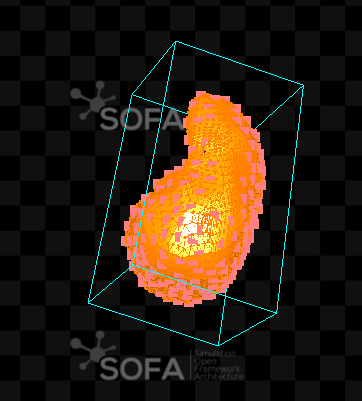 SOFA
SOFA
Simulation
Open
Framework
Architecture